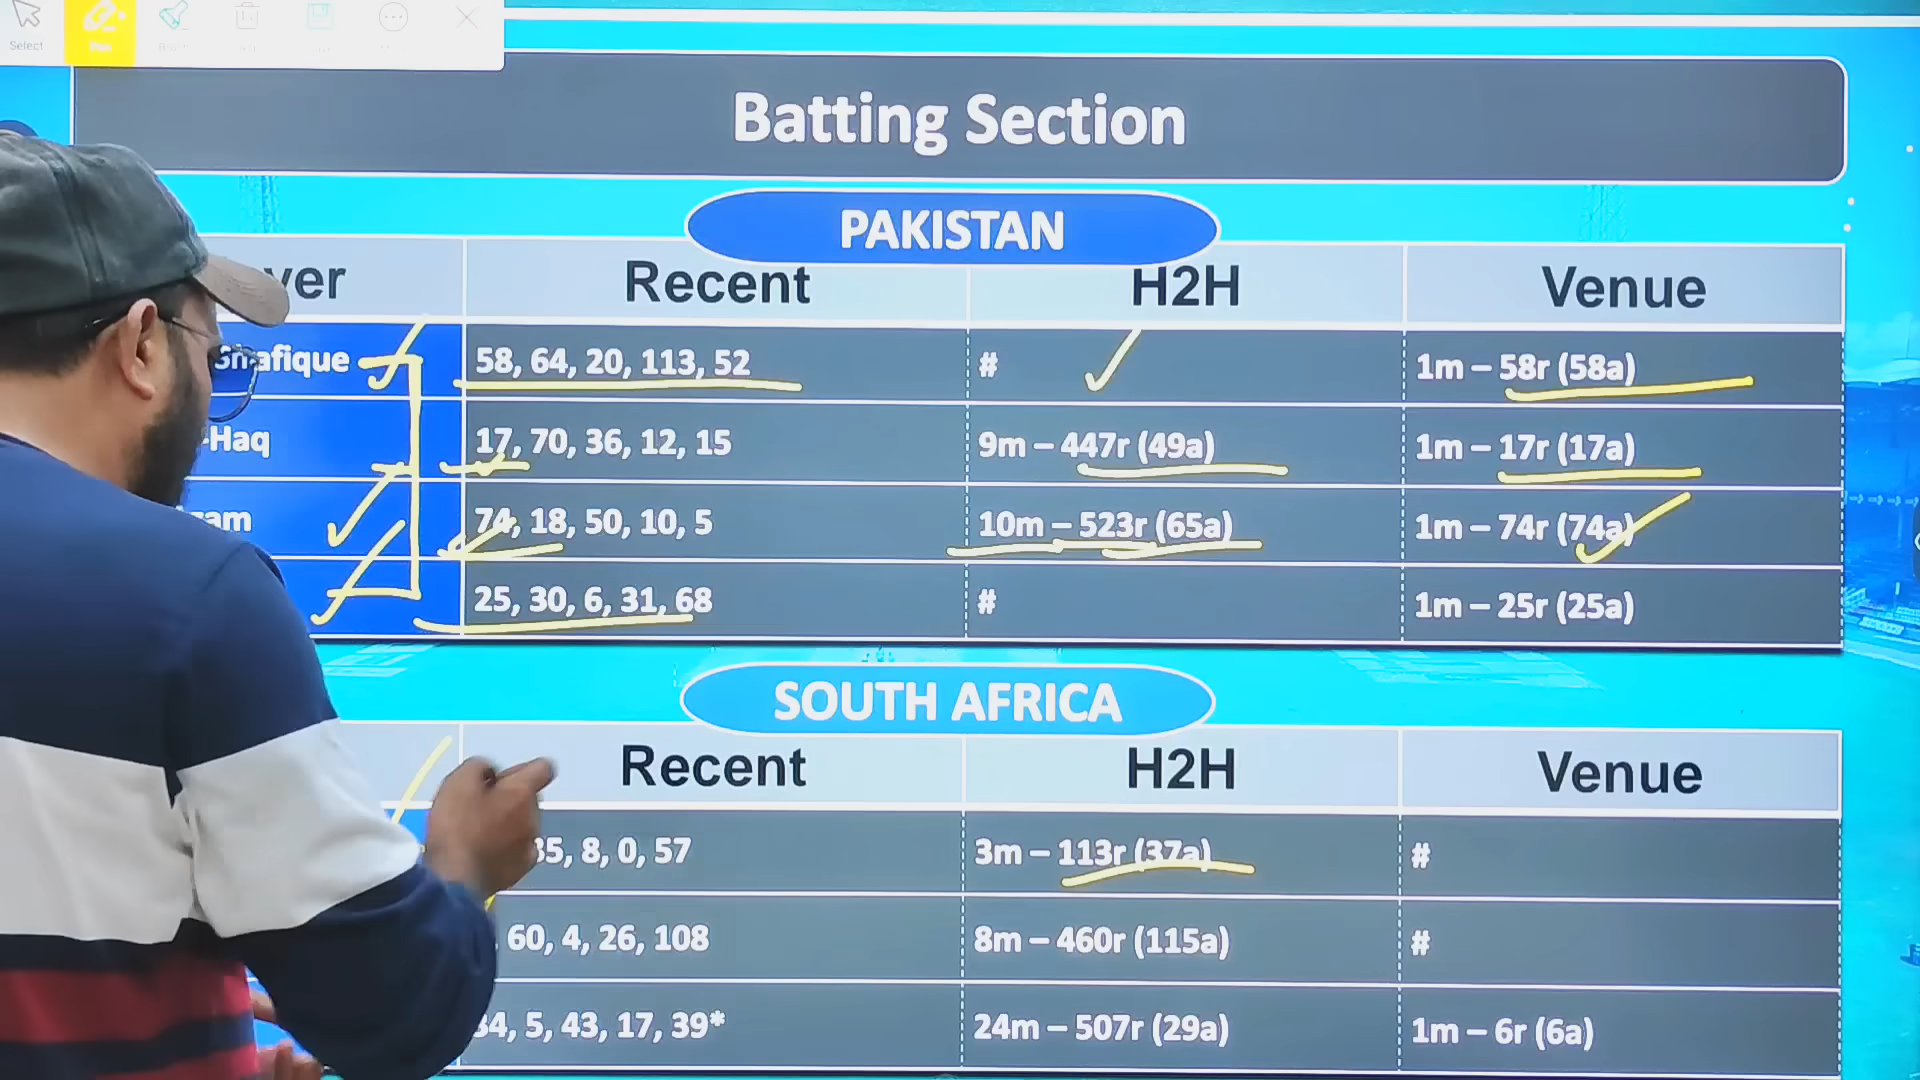 Select
Batting Section
PAKISTAN
yer Recent H2H Venue
Shafique 58, 64, 20, 113, 52 # 1m – 58r (58a)
-Haq 17, 70, 36, 12, 15 9m – 447r (49a) 1m – 17r (17a)
zam 74, 18, 50, 10, 5 10m – 523r (65a) 1m – 74r (74a)
25, 30, 6, 31, 68 # 1m – 25r (25a)
SOUTH AFRICA
Recent H2H Venue
35, 8, 0, 57 3m – 113r (37a) #
60, 4, 26, 108 8m – 460r (115a) #
34, 5, 43, 17, 39* 24m – 507r (29a) 1m – 6r (6a)